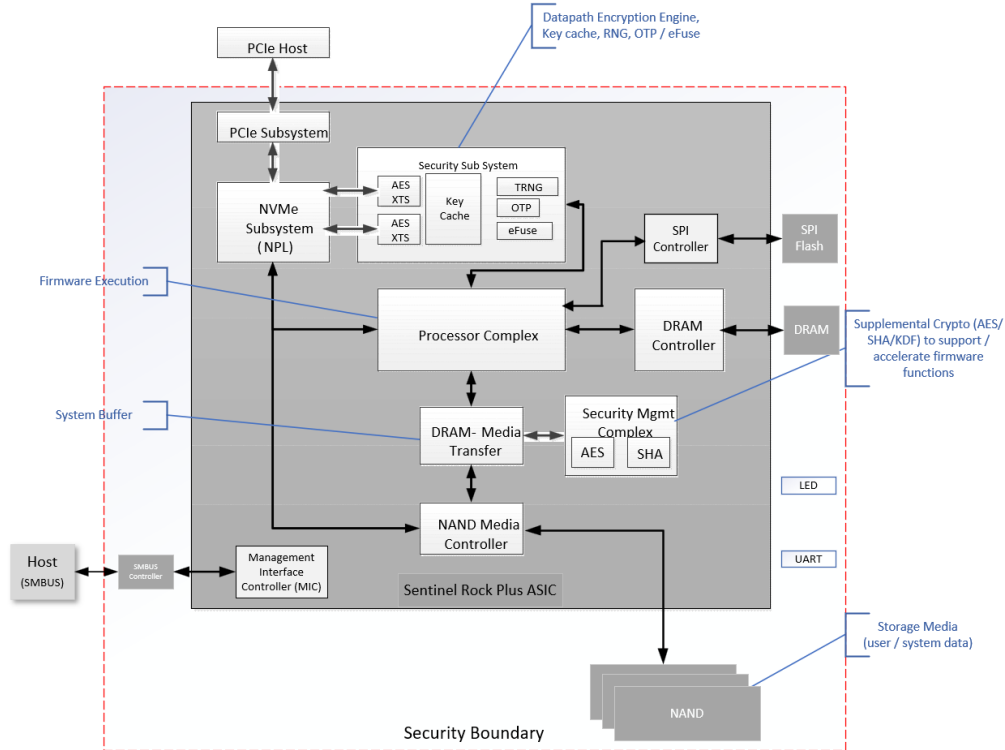 Datapath Encryption Engine,
Key cache, RNG, OTP / eFuse
PCIe Host
PCIe Subsystem
Security Sub System
AES
XTS
Key
Cache
TRNG
OTP
eFuse
AES
XTS
NVMe
Subsystem
(NPL)
SPI
Controller
SPI
Flash
Firmware Execution
Processor Complex
DRAM
Controller
DRAM
Supplemental Crypto (AES/
SHA/KDF) to support /
accelerate firmware
functions
System Buffer
DRAM- Media
Transfer
Security Mgmt
Complex
AES
SHA
LED
NAND Media
Controller
UART
Host
(SMBUS)
SMBUS
Controller
Management
Interface
Controller (MIC)
Sentinel Rock Plus ASIC
Storage Media
(user / system data)
NAND
Security Boundary